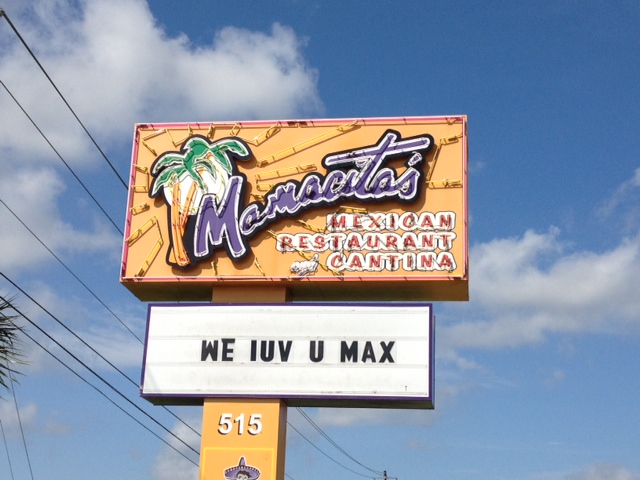 Mamacita's
MEXICAN
RESTAURANT
CANTINA
WE IUV U MAX
515